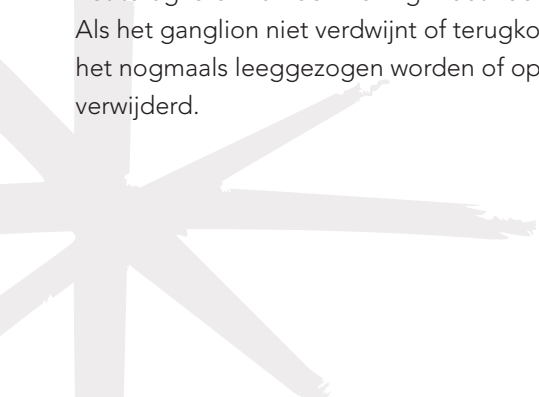 Als het ganglion niet verdwijnt of terugko
het nogmaals leeggezogen worden of op
verwijderd.